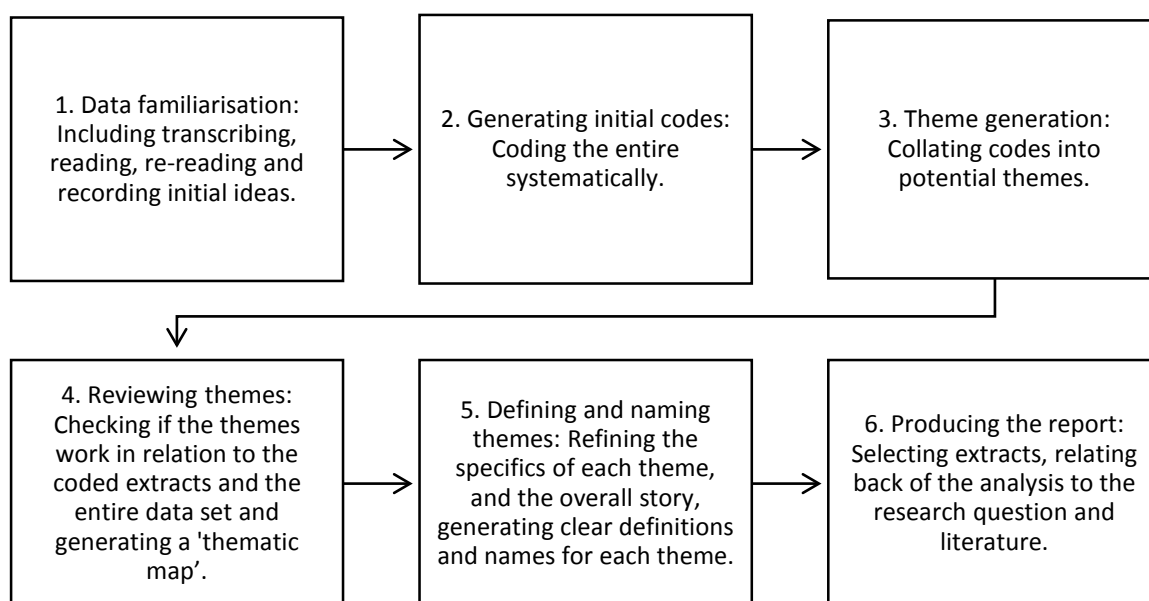 1. Data familiarisation:
Including transcribing,
reading, re-reading and
recording initial ideas.
2. Generating initial codes:
Coding the entire
systematically.
3. Theme generation:
Collating codes into
potential themes.
4. Reviewing themes:
Checking if the themes
work in relation to the
coded extracts and the
entire data set and
generating a 'thematic
map’.
5. Defining and naming
themes: Refining the
specifics of each theme,
and the overall story,
generating clear definitions
and names for each theme.
6. Producing the report:
Selecting extracts, relating
back of the analysis to the
research question and
literature.